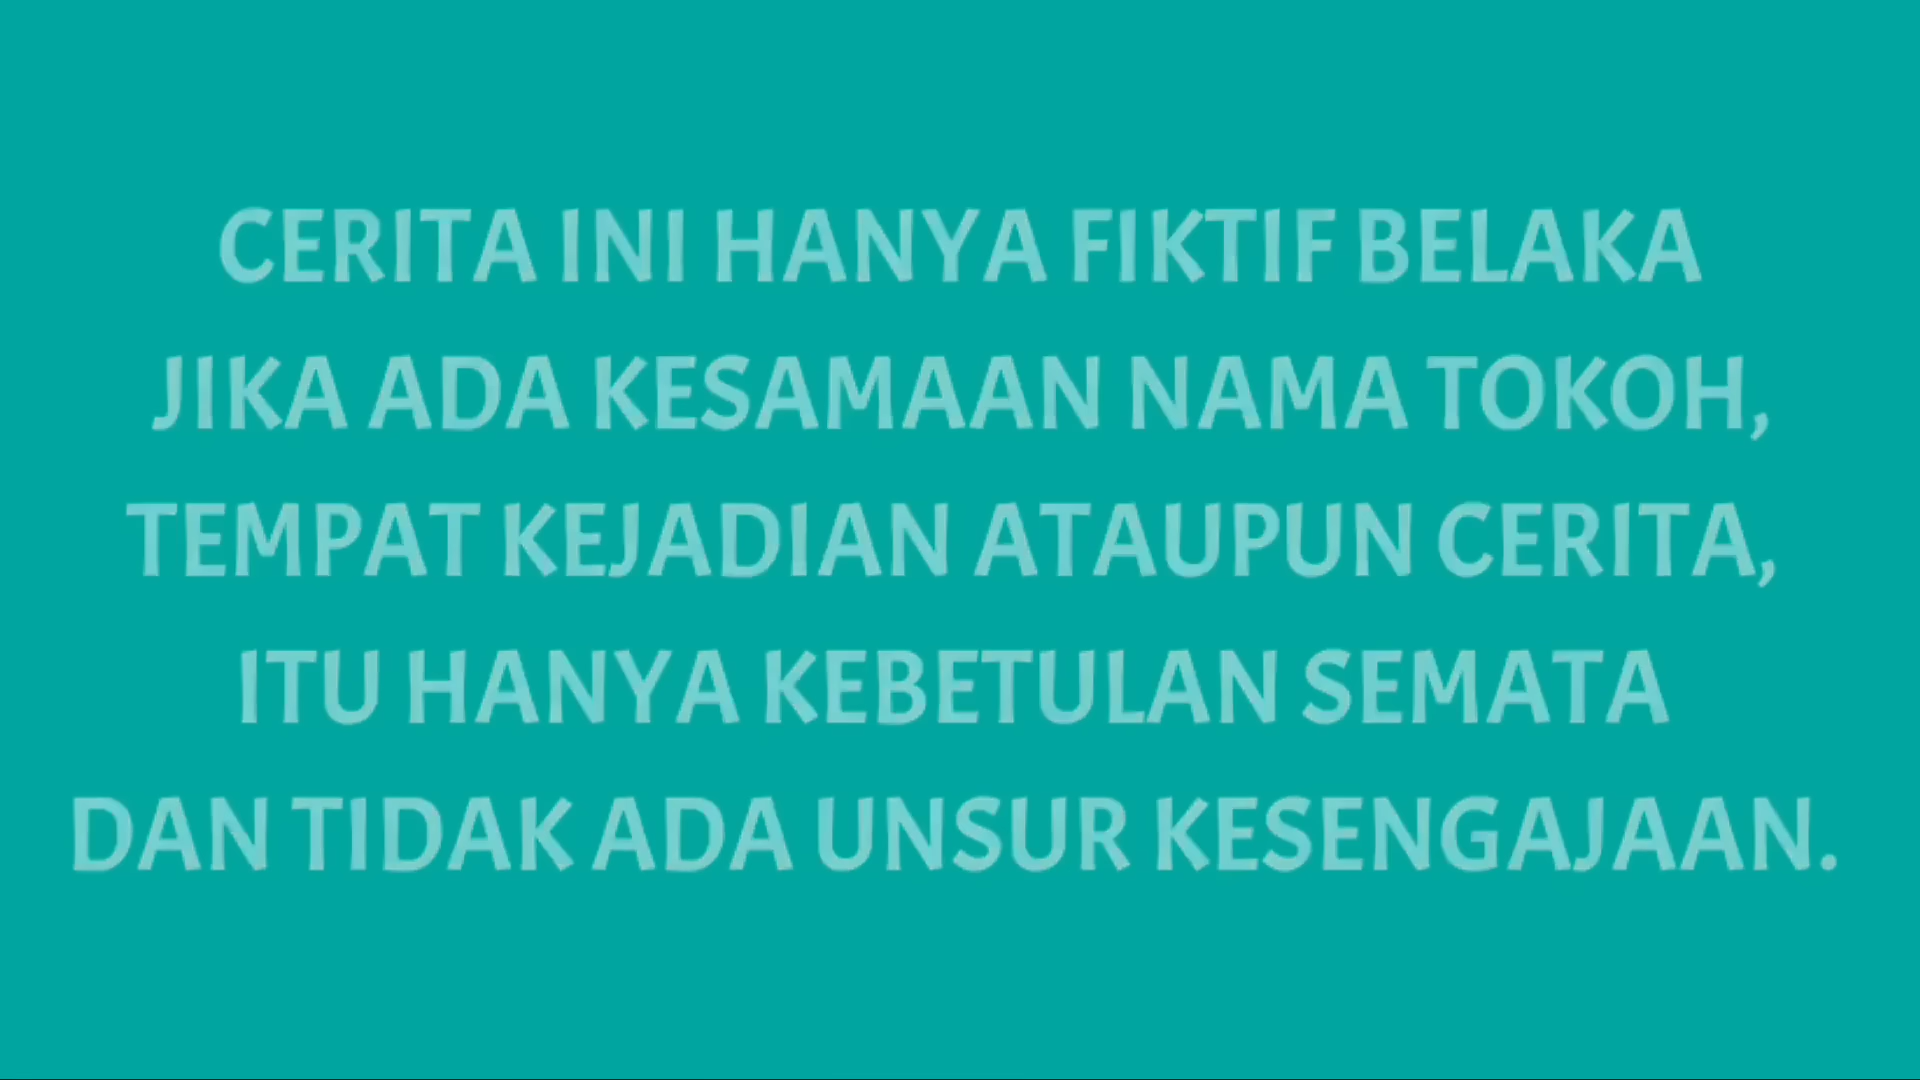 CERITA INI HANYA FIKTIF BELAKA
JIKA ADA KESAMAAN NAMA TOKOH,
TEMPAT KEJADIAN ATAUPUN CERITA,
ITU HANYA KEBETULAN SEMATA
DAN TIDAK ADA UNSUR KESENGAJAAN.